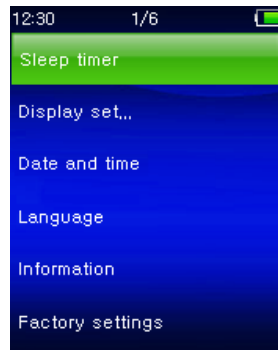 12:30 1/6
Sleep timer
Display set...
Date and time
Language
Information
Factory settings